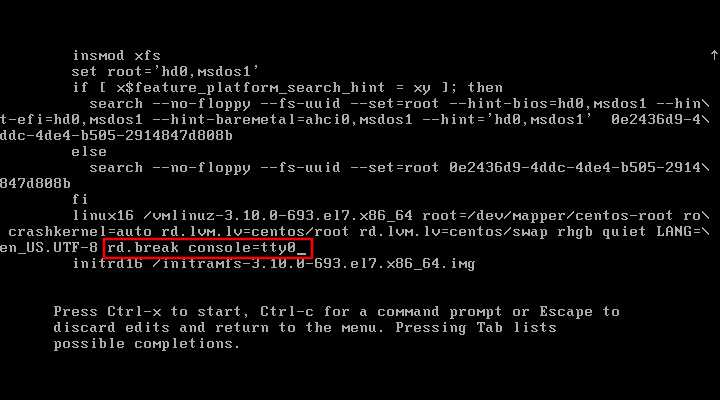 insmod xfs
set root='hd0,msdos1'
if [ x$feature_platform_search_hint = xy ]; then
search --no-floppy --fs-uuid --set=root --hint-bios=hd0,msdos1 --hin\
t-efi=hd0,msdos1 --hint-baremetal=ahci0,msdos1 --hint='hd0,msdos1'  0e2436d9-4\
ddc-4de4-b505-2914847d808b
else
search --no-floppy --fs-uuid --set=root 0e2436d9-4ddc-4de4-b505-2914\
847d808b
fi
linux16 /vmlinuz-3.10.0-693.el7.x86_64 root=/dev/mapper/centos-root ro\
crashkernel=auto rd.lvm.lv=centos/root rd.lvm.lv=centos/swap rhgb quiet LANG=\
en_US.UTF-8 rd.break console=tty0_
initrd16 /initramfs-3.10.0-693.el7.x86_64.img
Press Ctrl-x to start, Ctrl-c for a command prompt or Escape to
discard edits and return to the menu. Pressing Tab lists
possible completions.